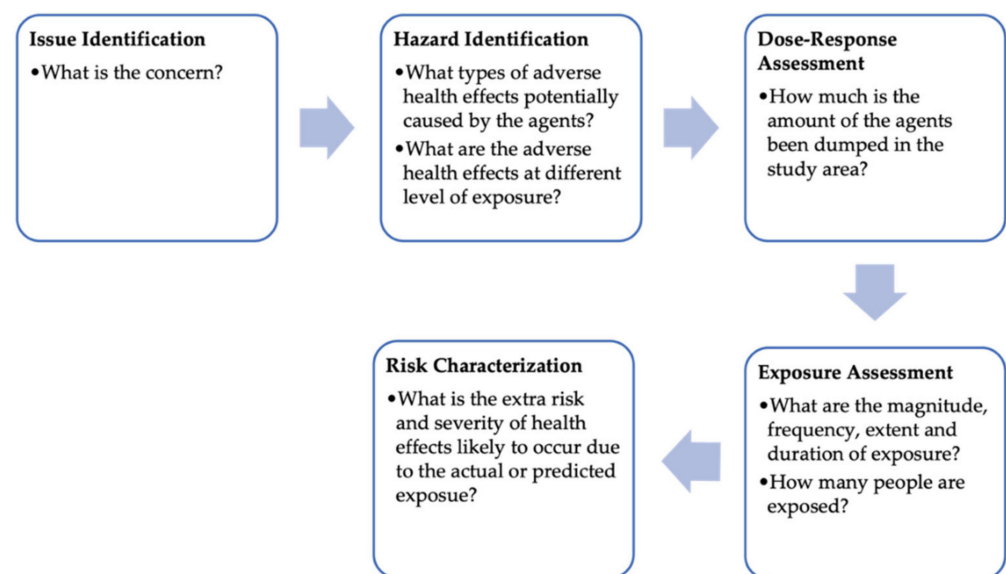 Issue Identification
•What is the concern?
Hazard Identification
•What types of adverse
health effects potentially
caused by the agents?
•What are the adverse
health effects at different
level of exposure?
Dose-Response
Assessment
•How much is the
amount of the agents
been dumped in the
study area?
Exposure Assessment
•What are the magnitude,
frequency, extent and
duration of exposure?
•How many people are
exposed?
Risk Characterization
•What is the extra risk
and severity of health
effects likely to occur due
to the actual or predicted
exposue?